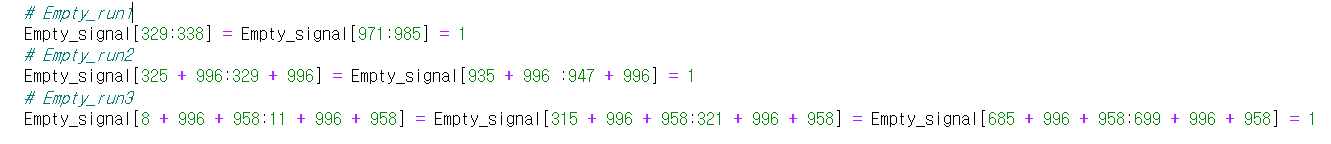 # Empty_run1
Empty_signal[329:338] = Empty_signal[971:985] = 1
# Empty_run2
Empty_signal[325 + 996:329 + 996] = Empty_signal[935 + 996 :947 + 996] = 1
# Empty_run3
Empty_signal[8 + 996 + 958:11 + 996 + 958] = Empty_signal[315 + 996 + 958:321 + 996 + 958] = Empty_signal[685 + 996 + 958:699 + 996 + 958] = 1